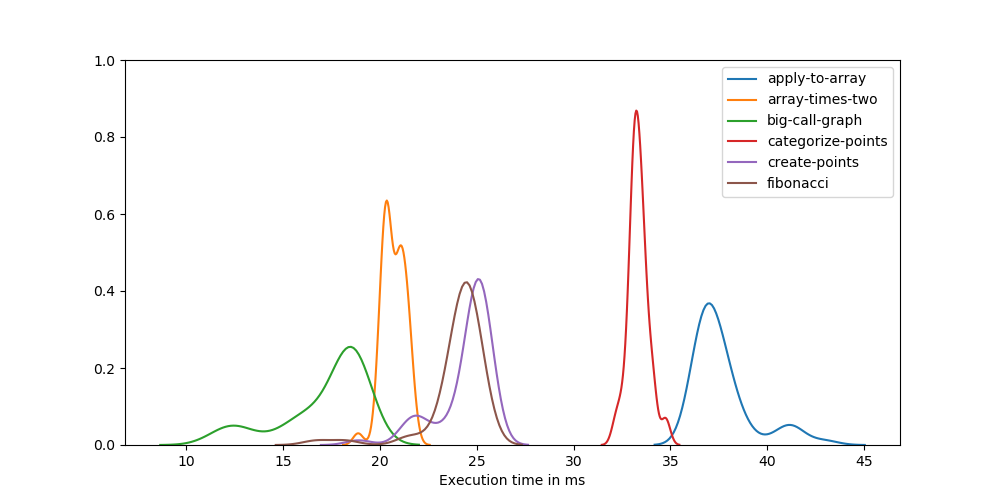 1.0
0.8
0.6
0.4
0.2
0.0
10 15 20 25 30 35 40 45
Execution time in ms
apply-to-array
array-times-two
big-call-graph
categorize-points
create-points
fibonacci